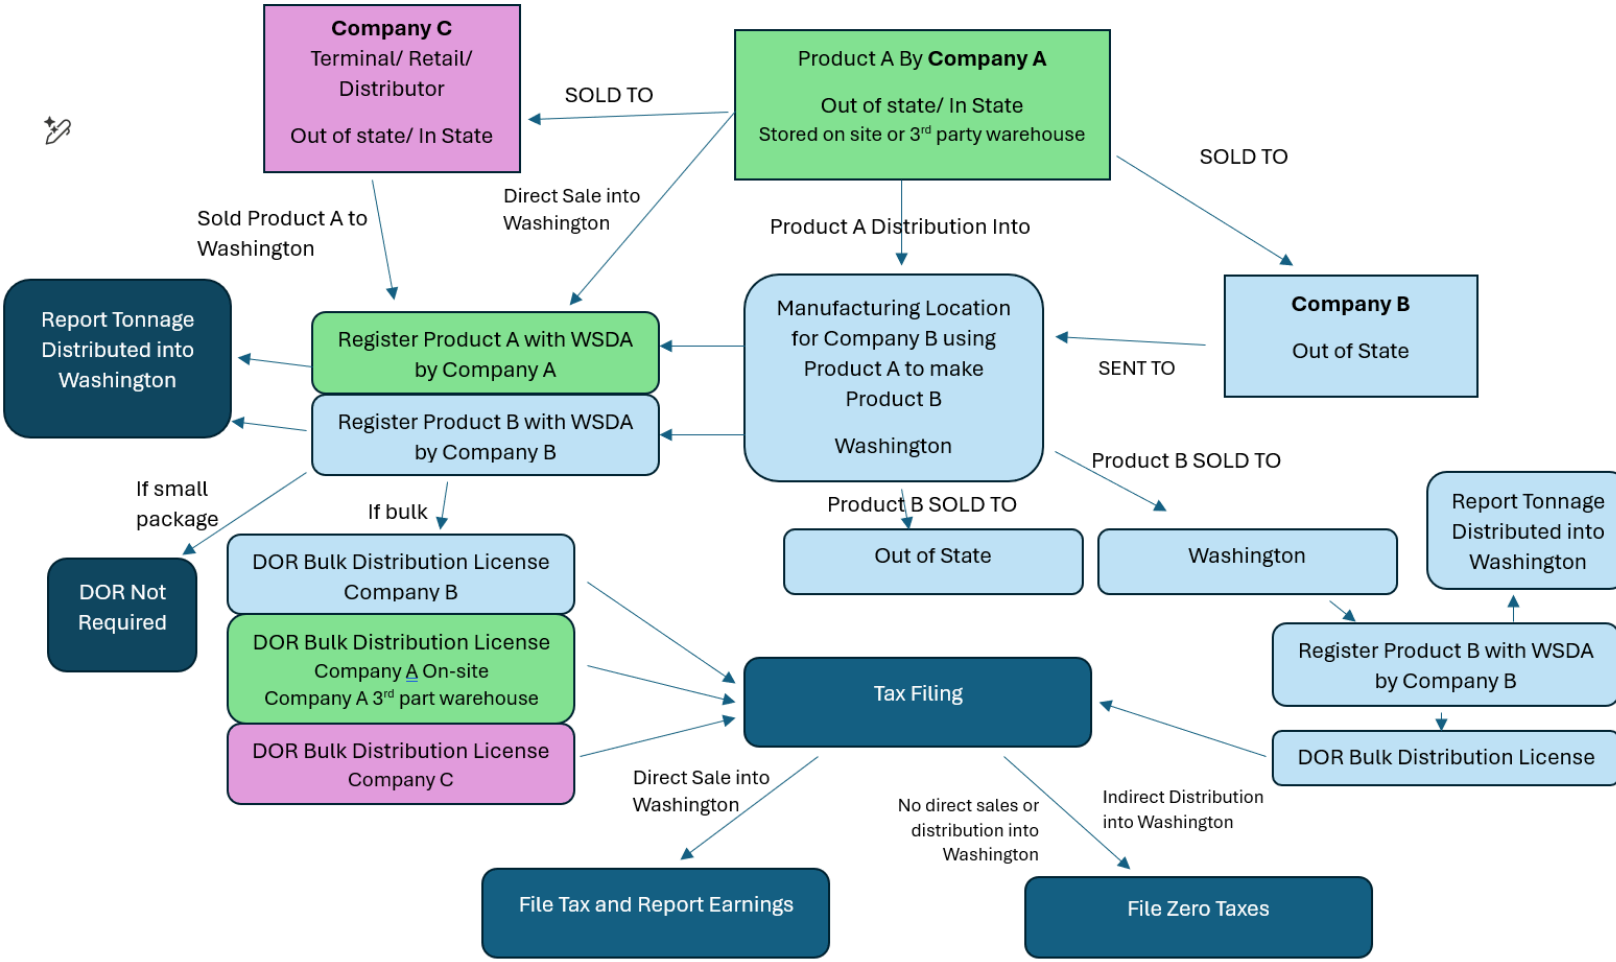 Company C
Terminal/ Retail/
Distributor
Out of state/ In State
SOLD TO
Product A By Company A
Out of state/ In State
Stored on site or 3rd party warehouse
SOLD TO
Sold Product A to
Washington
Direct Sale into
Washington
Product A Distribution Into
Report Tonnage
Distributed into
Washington
Register Product A with WSDA
by Company A
Register Product B with WSDA
by Company B
Manufacturing Location
for Company B using
Product A to make
Product B
Washington
SENT TO
Company B
Out of State
If small
package
If bulk
Product B SOLD TO
Product B SOLD TO
Out of State
Washington
Report Tonnage
Distributed into
Washington
DOR Not
Required
DOR Bulk Distribution License
Company B
DOR Bulk Distribution License
Company A On-site
Company A 3rd part warehouse
DOR Bulk Distribution License
Company C
Tax Filing
Register Product B with WSDA
by Company B
DOR Bulk Distribution License
Direct Sale into
Washington
No direct sales or
distribution into
Washington
Indirect Distribution
into Washington
File Tax and Report Earnings
File Zero Taxes